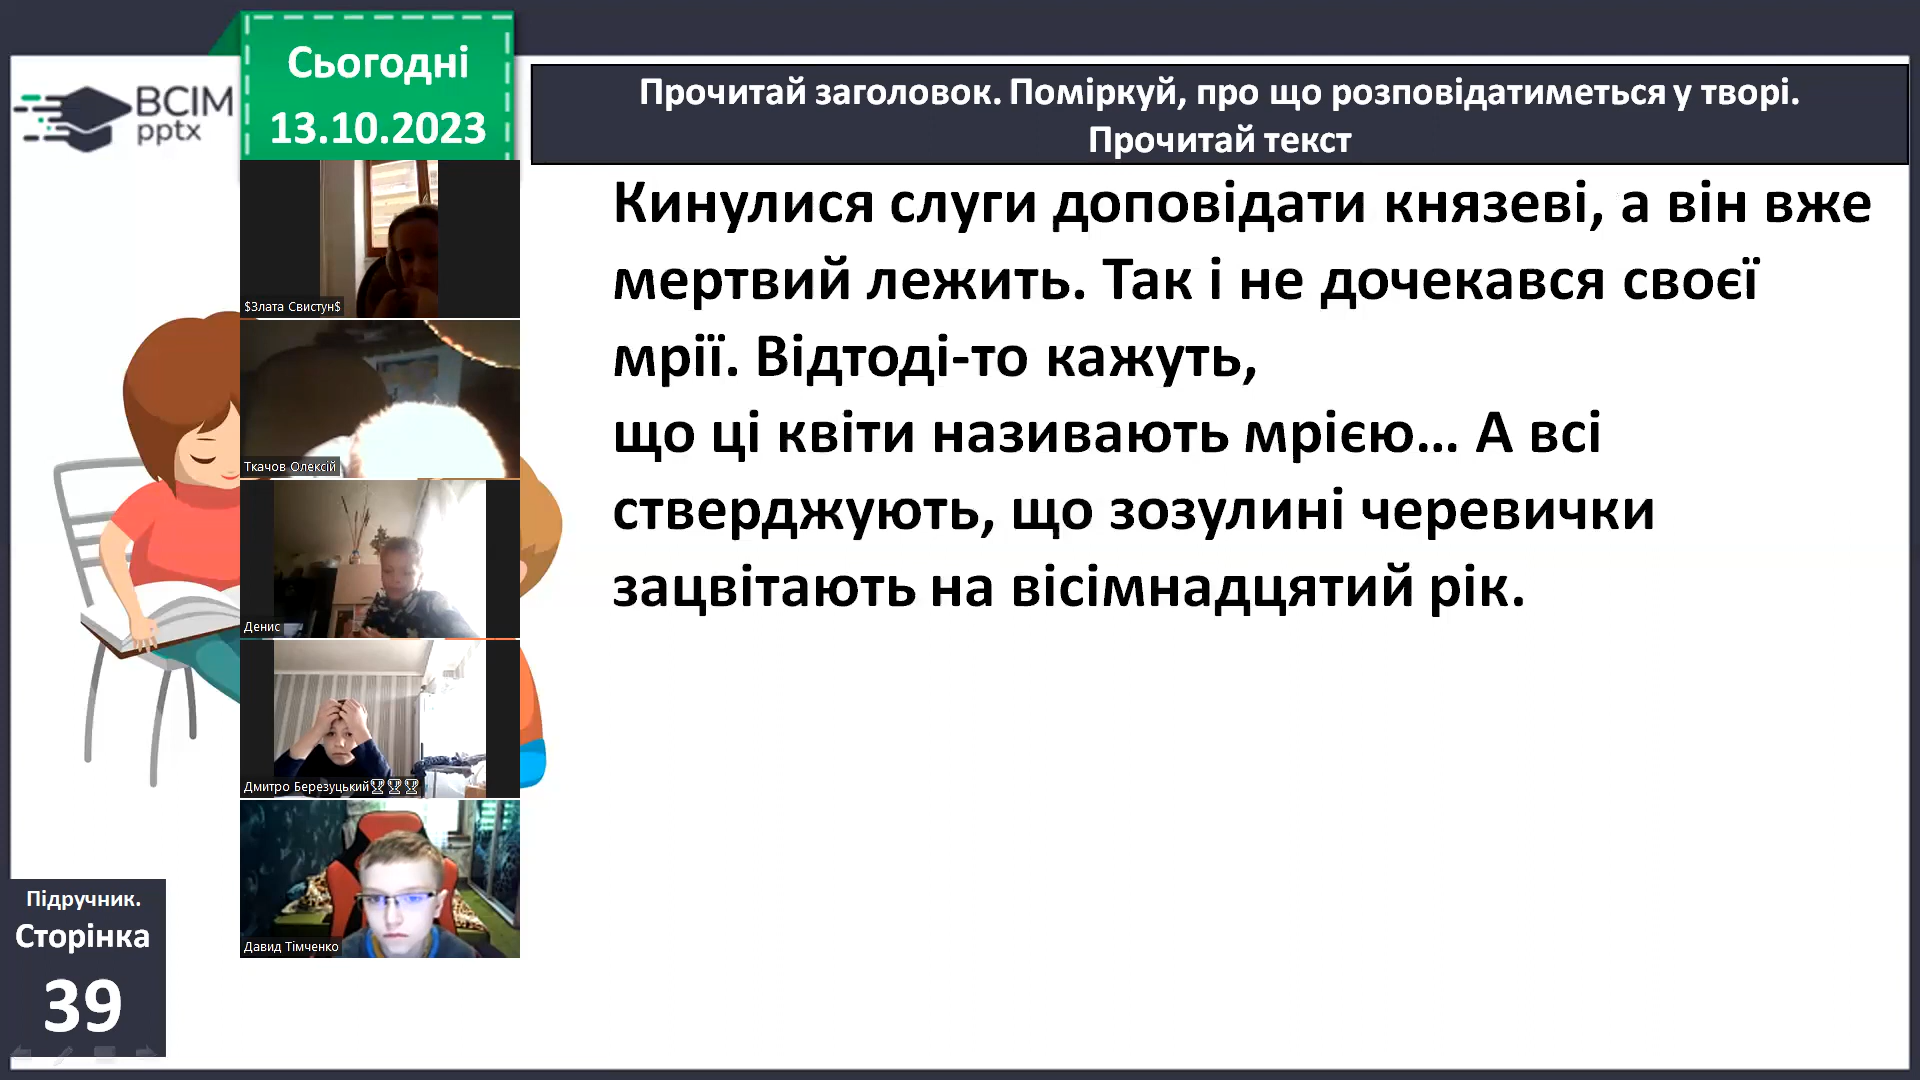 Сьогодні
13.10.2023
ВСІМ
pptx
Прочитай заголовок. Поміркуй, про що розповідатиметься у творі.
Прочитай текст
Кинулися слуги доповідати князеві, а він вже
мертвий лежить. Так і не дочекався своєї
мрії. Відтоді-то кажуть,
що ці квіти називають мрією... А всі
стверджують, що зозулині черевички
зацвітають на вісімнадцятий рік.
$Злата Свистун$
Ткачов Олексій
Денис
Дмитро Березуцький🏆🏆🏆
Давид Тімченко
Підручник.
Сторінка
39